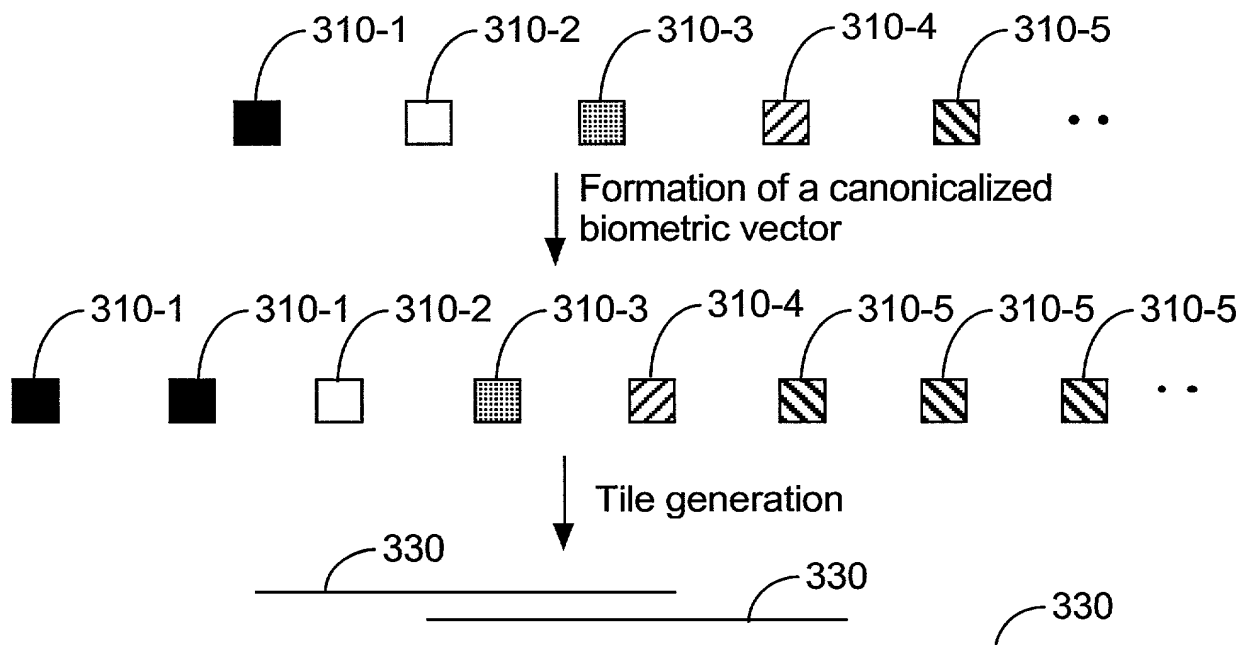 310-1 310-2 310-3 310-4 310-5
Formation of a canonicalized
biometric vector
310-1 310-1 310-2 310-3 310-4 310-5 310-5 310-5
Tile generation
330
330
330